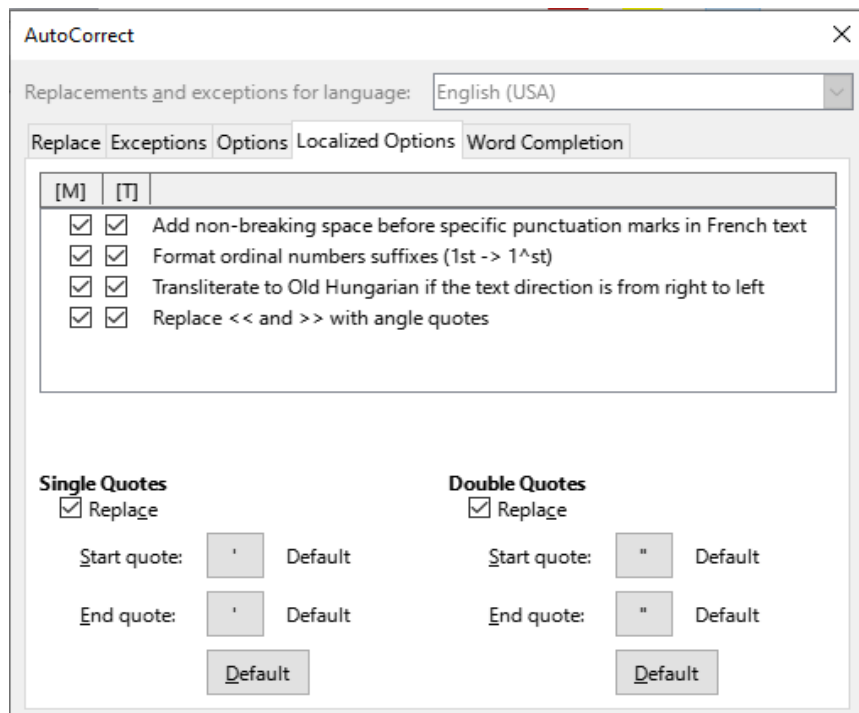 AutoCorrect
Replacements and exceptions for language: English (USA)
Replace Exceptions Options Localized Options Word Completion
[M] [T]
Add non-breaking space before specific punctuation marks in French text
Format ordinal numbers suffixes (1st -> 1^st)
Transliterate to Old Hungarian if the text direction is from right to left
Replace << and >> with angle quotes
Single Quotes Double Quotes
Replace Replace
Start quote: ' Default Start quote: " Default
End quote: ' Default End quote: " Default
Default Default